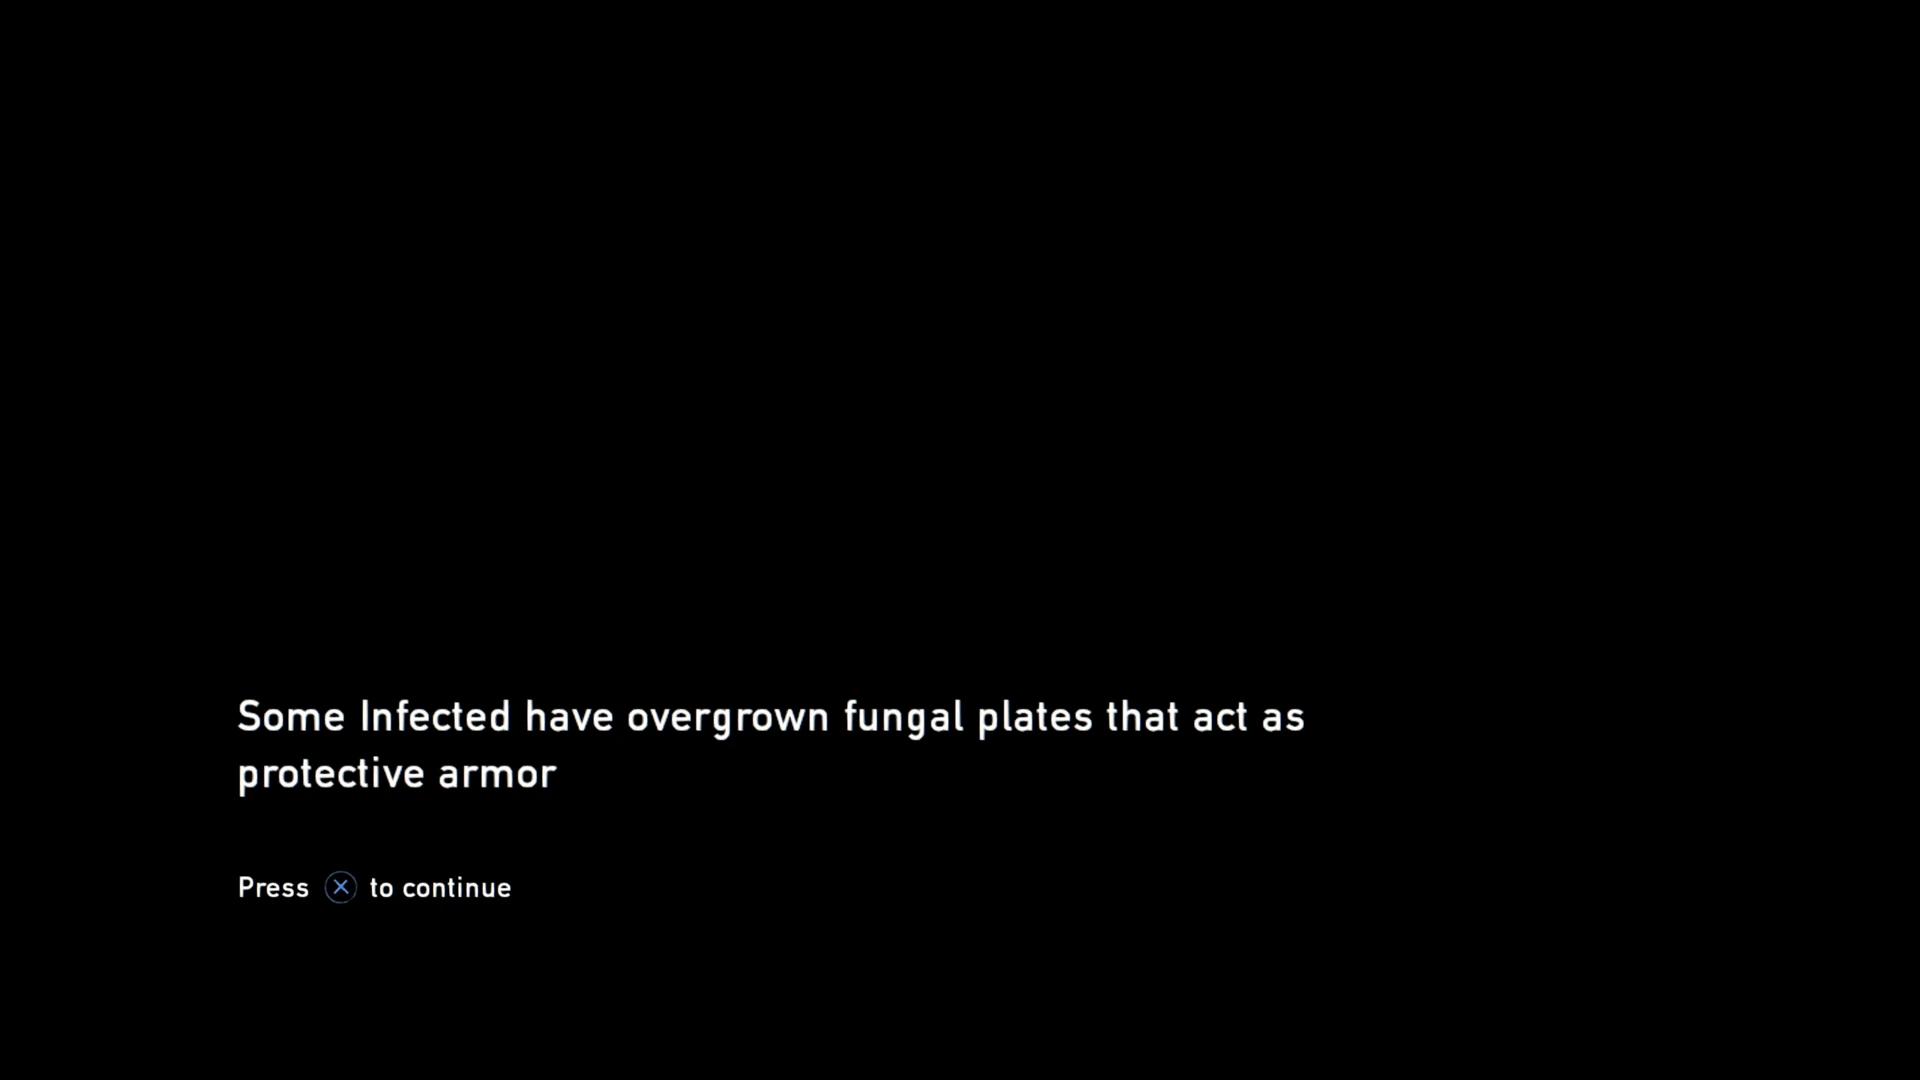 Some Infected have overgrown fungal plates that act as
protective armor
Press ⓧ to continue